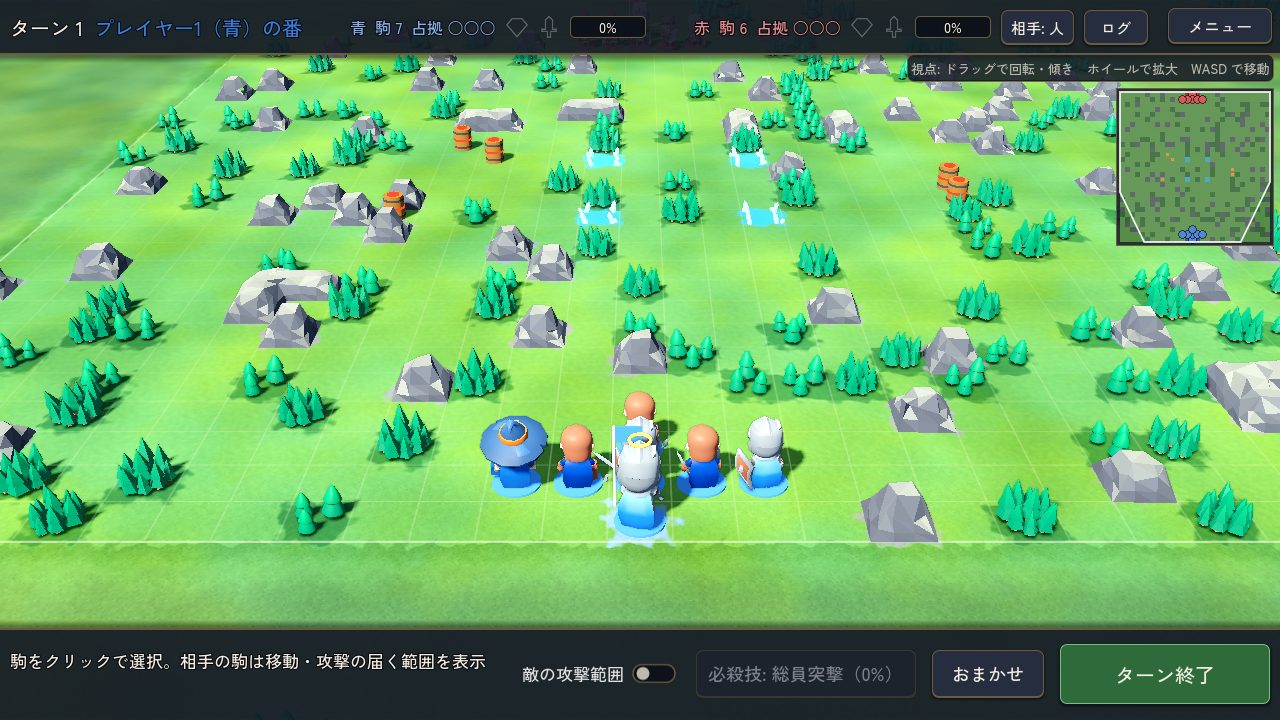 ターン 1 プレイヤー1（青）の番 青 駒 7 占拠 ○○○ 0% 赤 駒 6 占拠 ○○○ 0% 相手: 人 ログ メニュー
視点: ドラッグで回転・傾き ホイールで拡大 WASD で移動
駒をクリックで選択。相手の駒は移動・攻撃の届く範囲を表示
敵の攻撃範囲 必殺技: 総員突撃（0%） おまかせ ターン終了